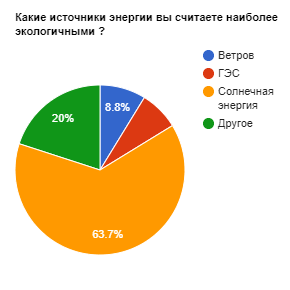 Какие источники энергии вы считаете наиболее
экологичными ?
Ветров
ГЭС
Солнечная
энергия
Другое
8.8%
20%
63.7%